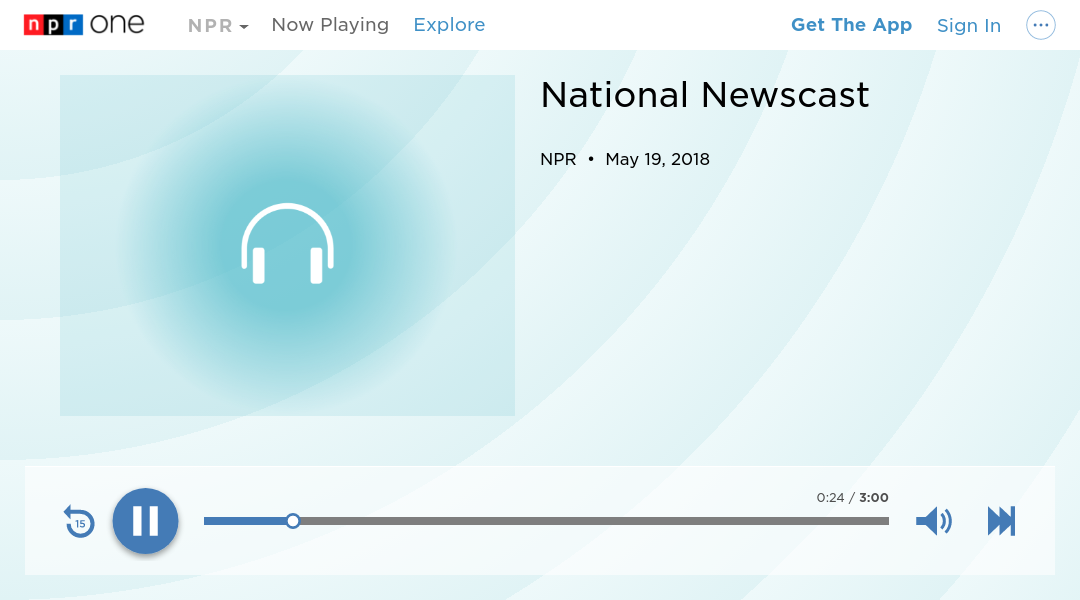 npr one NPR Now Playing Explore Get The App Sign In
National Newscast
NPR • May 19, 2018
0:24 / 3:00
15